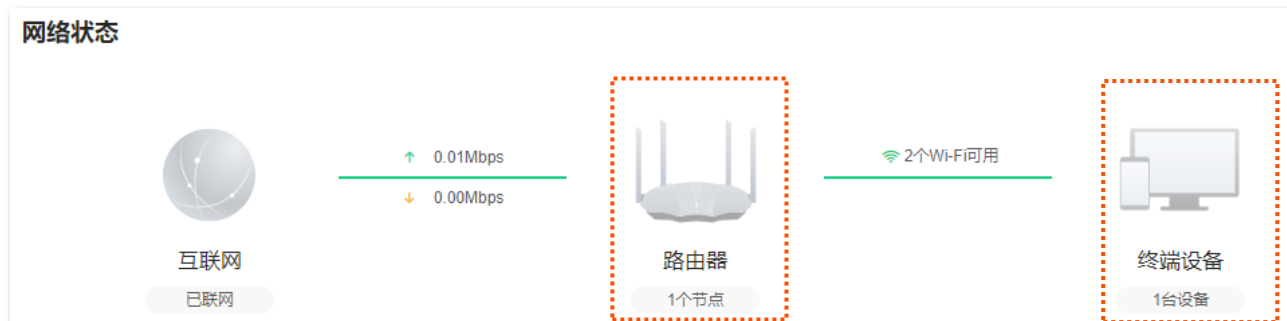 网络状态
0.01Mbps
0.00Mbps
2个Wi-Fi可用
互联网
路由器
终端设备
已联网
1个节点
1台设备